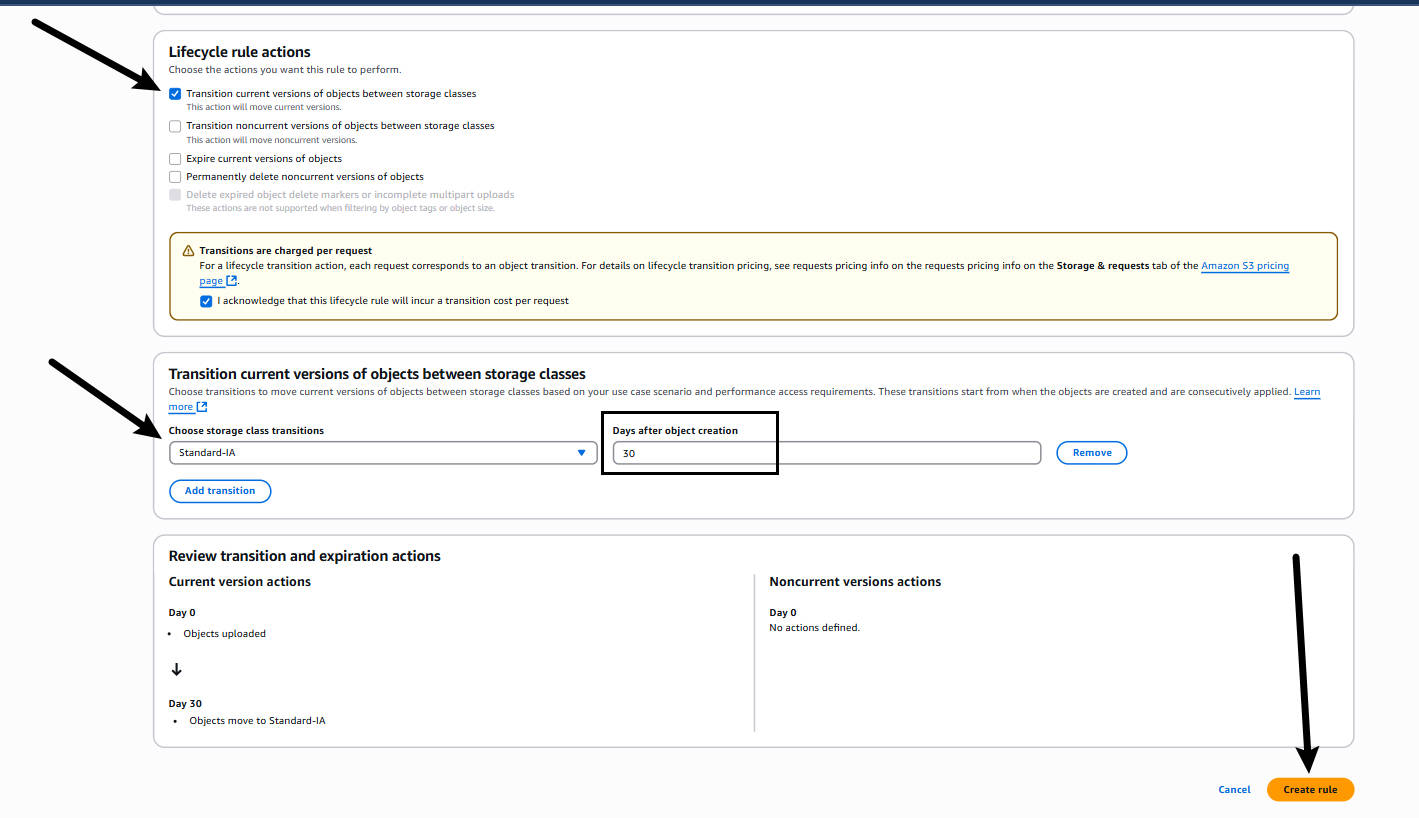 Lifecycle rule actions
Choose the actions you want this rule to perform.
Transition current versions of objects between storage classes
This action will move current versions.
Transition noncurrent versions of objects between storage classes
This action will move noncurrent versions.
Expire current versions of objects
Permanently delete noncurrent versions of objects
Delete expired object delete markers or incomplete multipart uploads
These actions are not supported when filtering by object tags or object size.
Transitions are charged per request
For a lifecycle transition action, each request corresponds to an object transition. For details on lifecycle transition pricing, see requests pricing info on the requests pricing info on the Storage & requests tab of the Amazon S3 pricing
page.
I acknowledge that this lifecycle rule will incur a transition cost per request
Transition current versions of objects between storage classes
Choose transitions to move current versions of objects between storage classes based on your use case scenario and performance access requirements. These transitions start from when the objects are created and are consecutively applied. Learn
more
Choose storage class transitions
Days after object creation
Standard-IA
30
Remove
Add transition
Review transition and expiration actions
Current version actions
Day 0
Objects uploaded
Day 30
Objects move to Standard-IA
Noncurrent versions actions
Day 0
No actions defined.
Cancel
Create rule